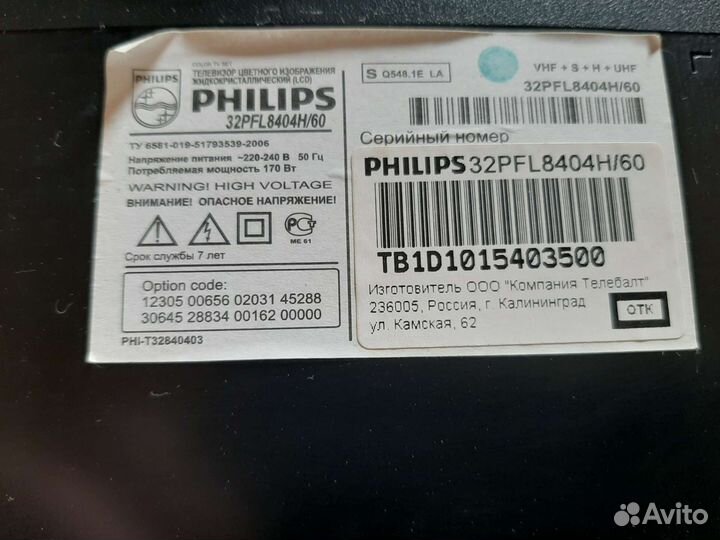 PHILIPS
COLOR TV SET
ТЕЛЕВИЗОР ЦВЕТНОГО ИЗОБРАЖЕНИЯ
ЖИДКОКРИСТАЛЛИЧЕСКИЙ (LCD)
PHILIPS
32PFL8404H/60
ТУ 6581-019-51793539-2006
Напряжение питания ~220-240 В 50 Гц
Потребляемая мощность 170 Вт
WARNING! HIGH VOLTAGE
ВНИМАНИЕ! ОПАСНОЕ НАПРЯЖЕНИЕ!
МЕ 61
Срок службы 7 лет
Option code:
12305 00656 02031 45288
30645 28834 00162 00000
PHI-T32840403
S Q548.1E LA
VHF + S + H + UHF
32PFL8404H/60
Серийный номер
PHILIPS 32PFL8404H/60
TB1D1015403500
Изготовитель ООО "Компания Телебалт"
236005, Россия, г. Калининград
ул. Камская, 62
ОТК
Avito